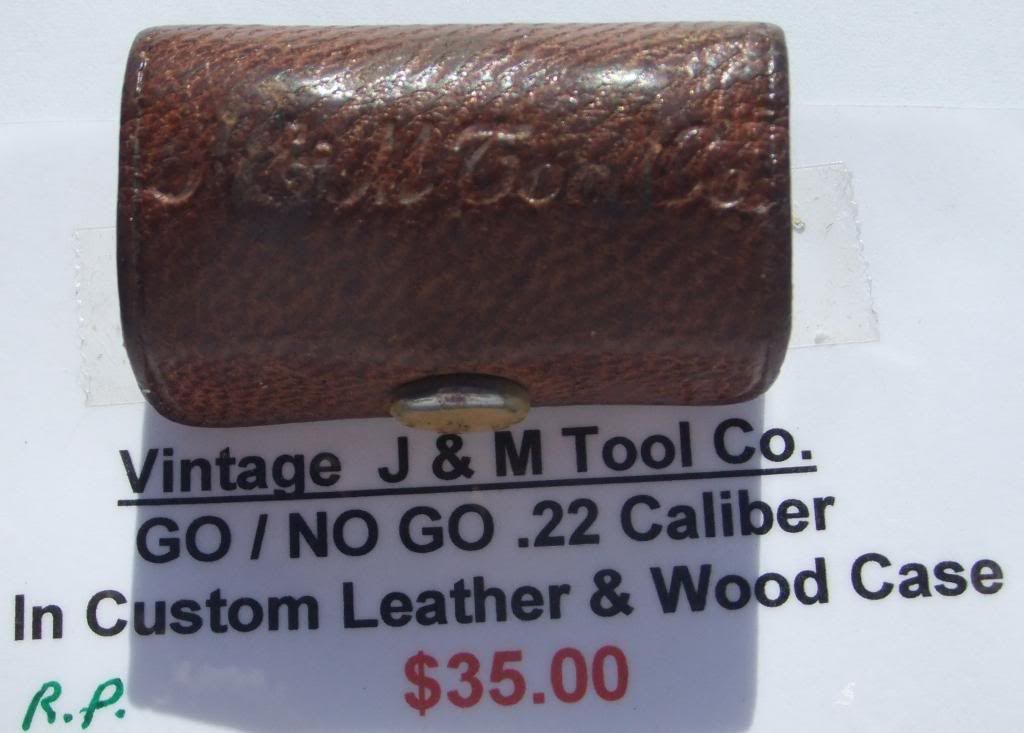 J & M Tool Co.
Vintage J & M Tool Co.
GO / NO GO .22 Caliber
In Custom Leather & Wood Case
$35.00
R.P.